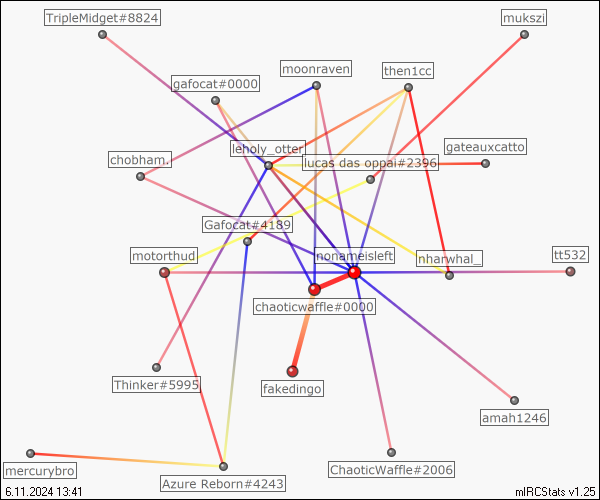 TripleMidget#8824
mukszi
moonraven
then1cc
gafocat#0000
leholy_otter
gateauxcatto
chobham.
lucas das oppai#2396
Gafocat#4189
motorthud
nonameisleft
nharwhal_
tt532
chaoticwaffle#0000
Thinker#5995
fakedingo
amah1246
mercurybro
ChaoticWaffle#2006
Azure Reborn#4243
6.11.2024 13:41
mIRCStats v1.25